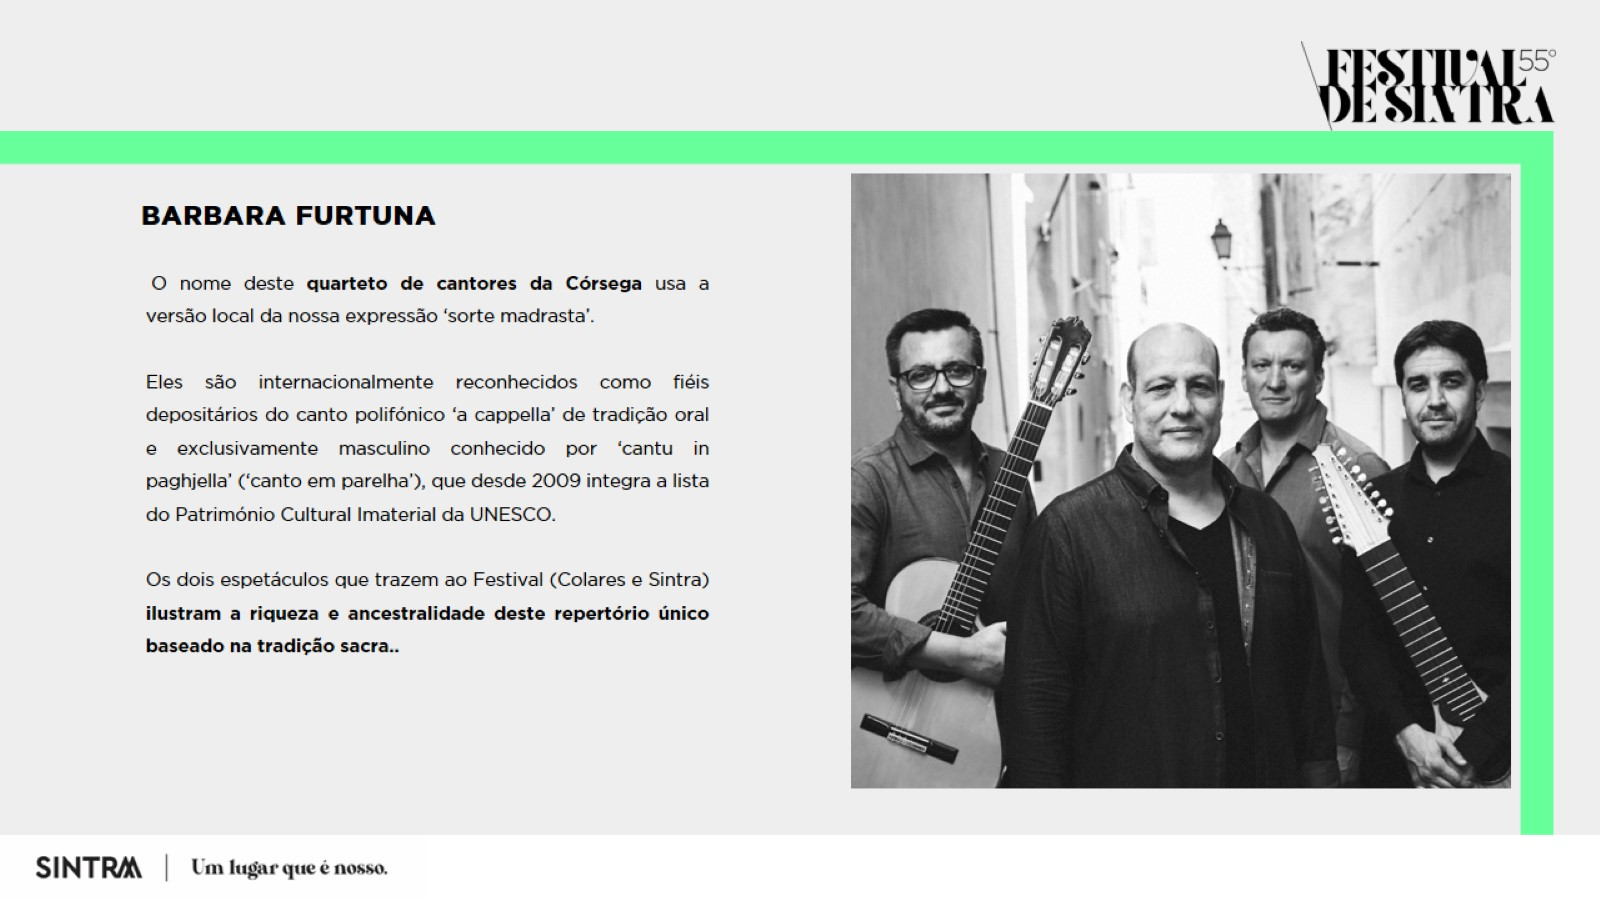 FESTIVAL 55º
DE SINTRA
BARBARA FURTUNA
O nome deste quarteto de cantores da Córsega usa a
versão local da nossa expressão ‘sorte madrasta’.
Eles são internacionalmente reconhecidos como fiéis
depositários do canto polifónico ‘a cappella’ de tradição oral
e exclusivamente masculino conhecido por ‘cantu in
paghjella’ (‘canto em parelha’), que desde 2009 integra a lista
do Património Cultural Imaterial da UNESCO.
Os dois espetáculos que trazem ao Festival (Colares e Sintra)
ilustram a riqueza e ancestralidade deste repertório único
baseado na tradição sacra..
SINTRA | Um lugar que é nosso.